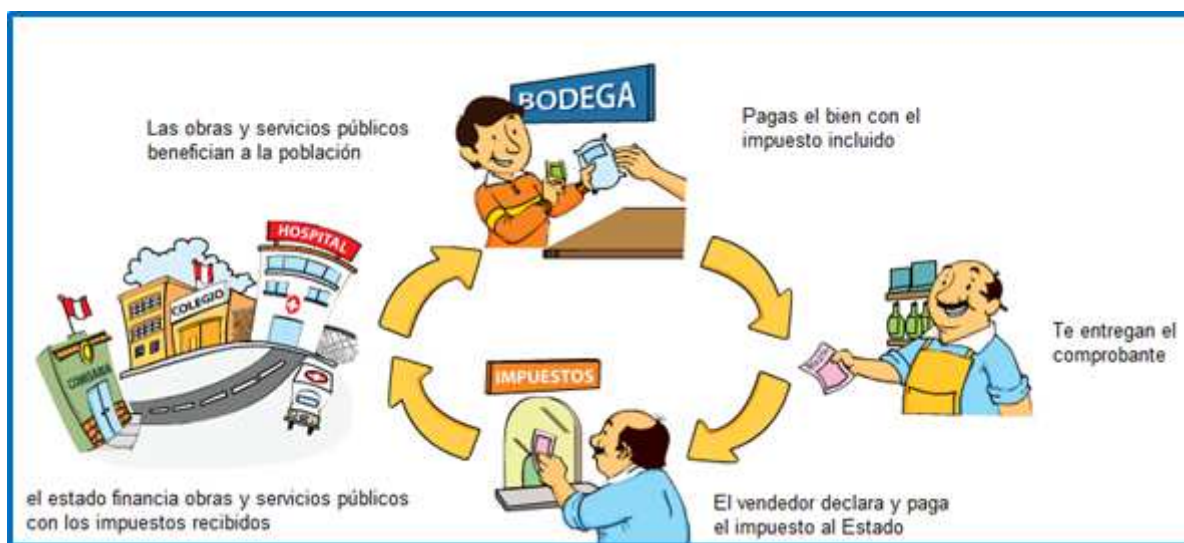 BODEGA
Las obras y servicios públicos
benefician a la población
Pagas el bien con el
impuesto incluido
HOSPITAL
COLEGIO
COMISARIA
IMPUESTOS
Te entregan el
comprobante
el estado financia obras y servicios públicos
con los impuestos recibidos
El vendedor declara y paga
el impuesto al Estado